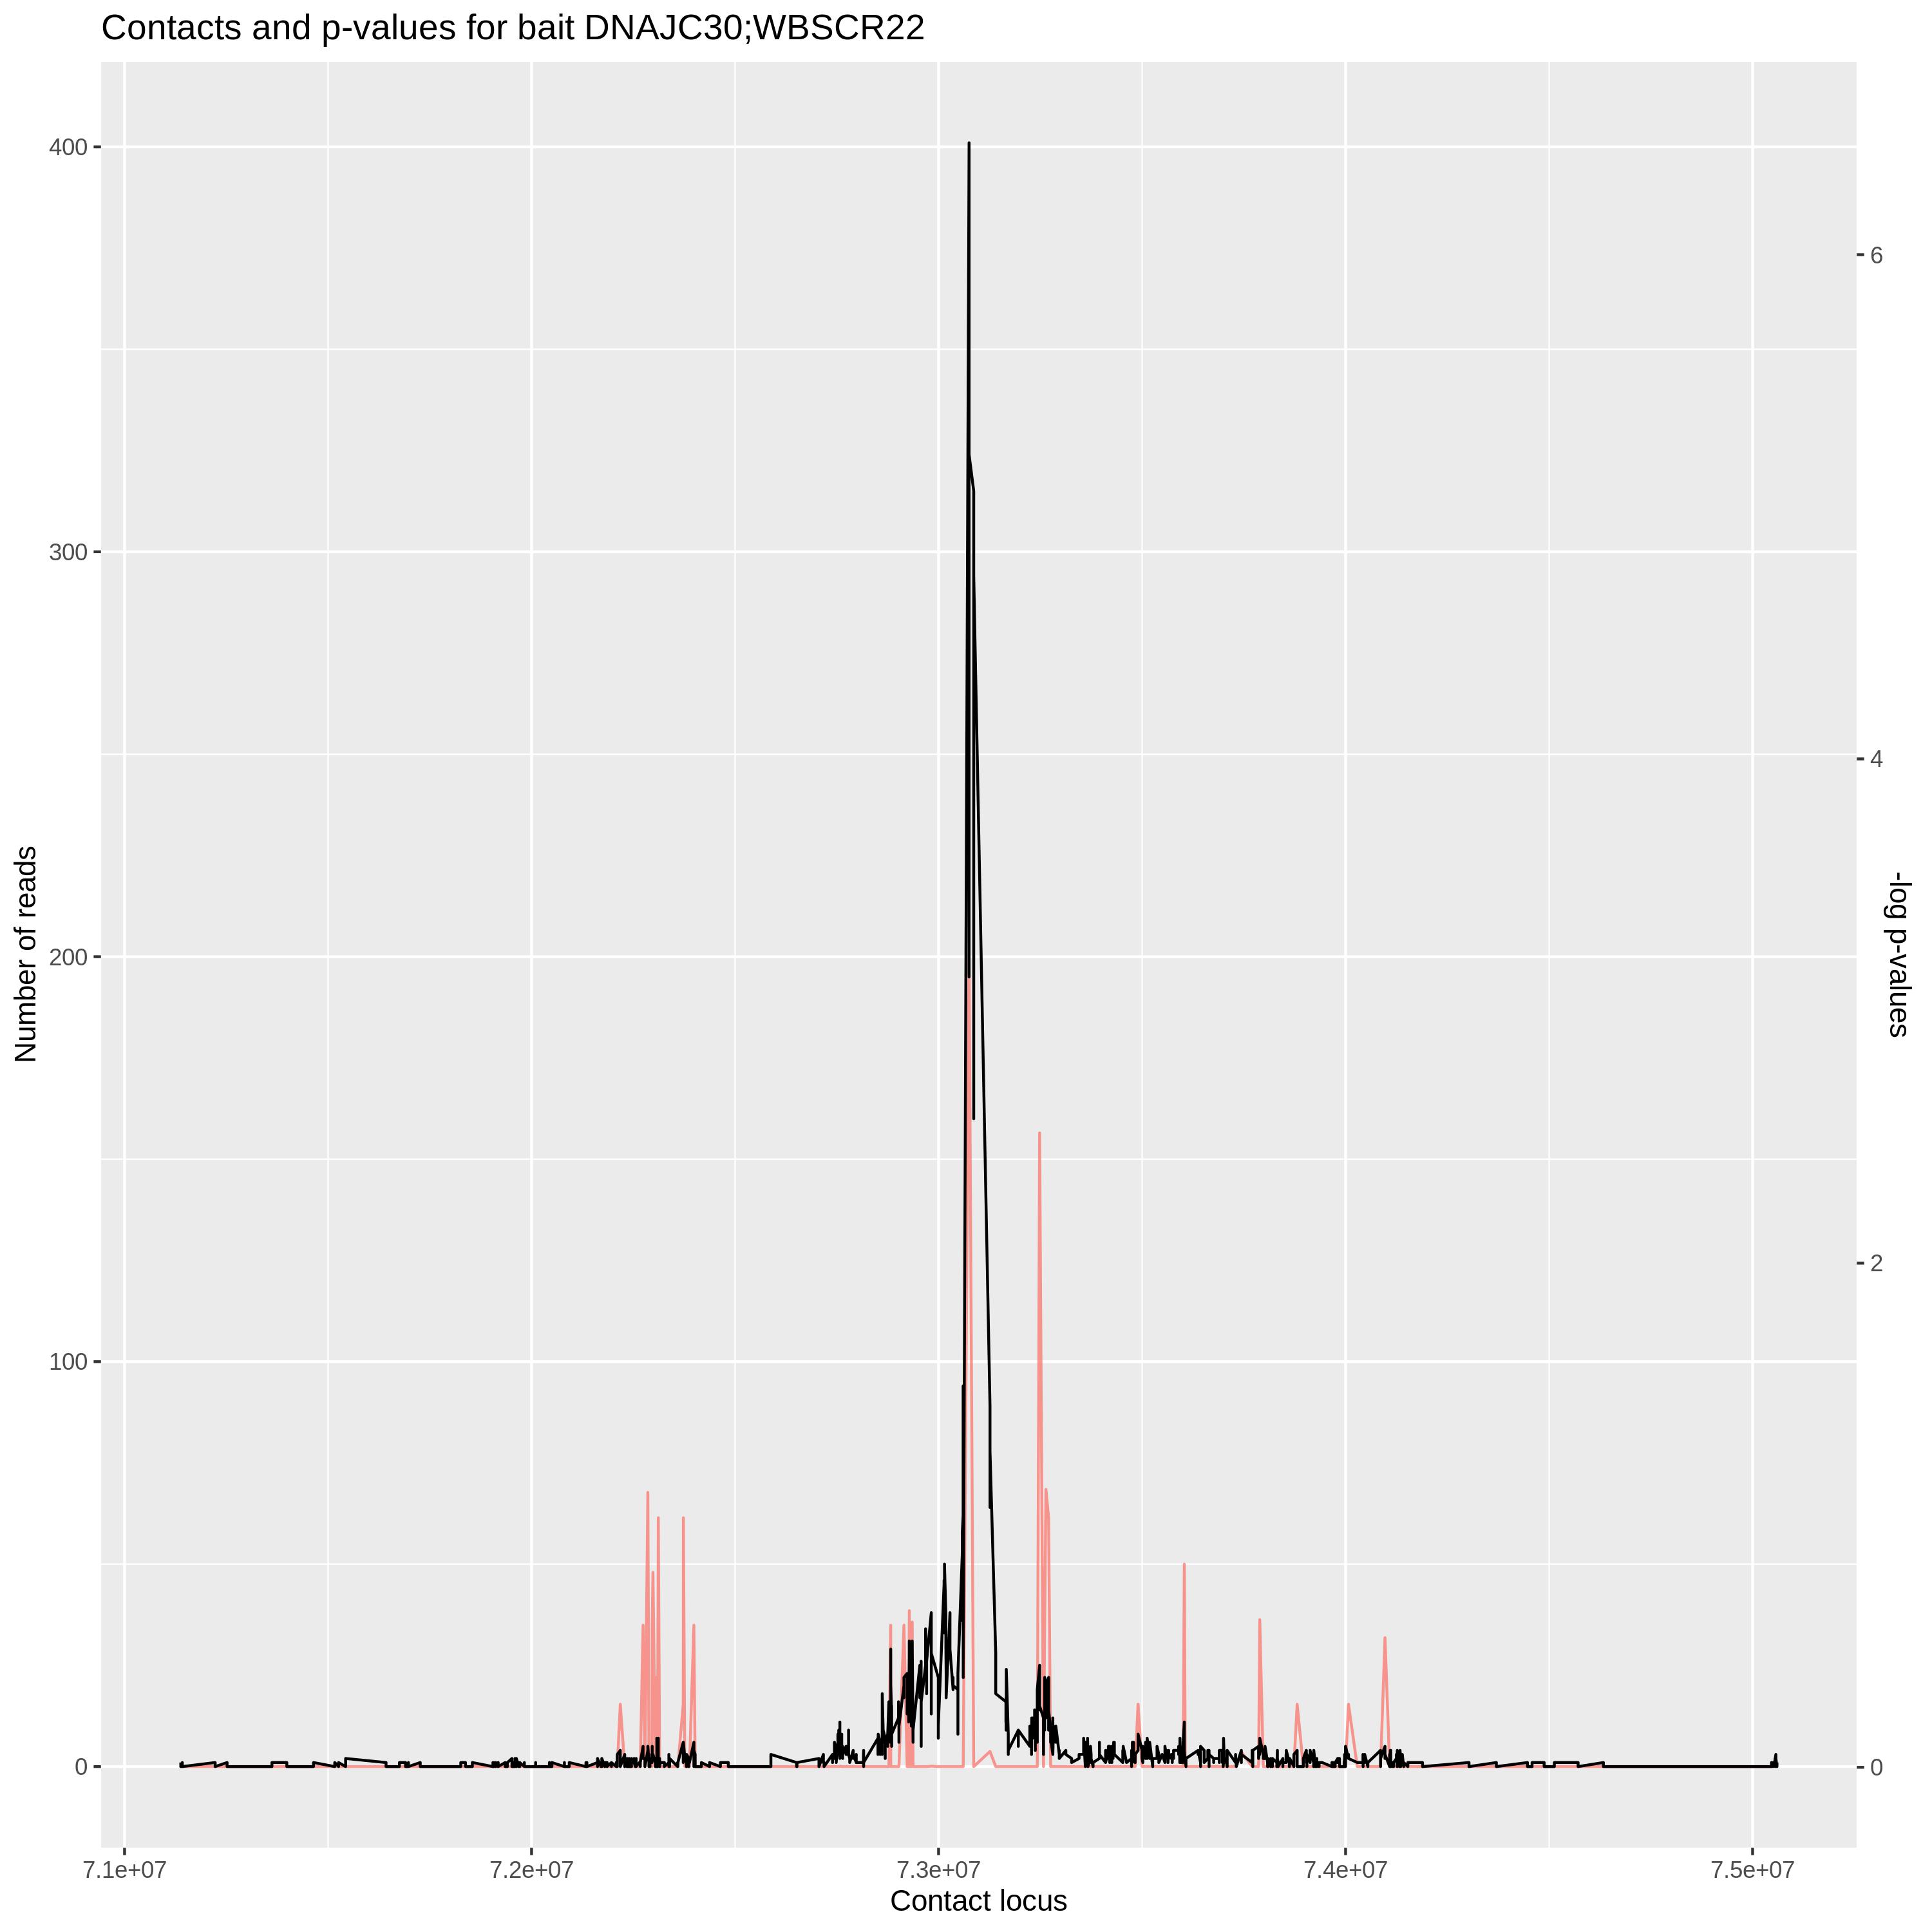 Contacts and p-values for bait DNAJC30;WBSCR22
400
300
200
100
0
Number of reads
6
4
2
0
-log p-values
7.1e+07
7.2e+07
7.3e+07
7.4e+07
7.5e+07
Contact locus